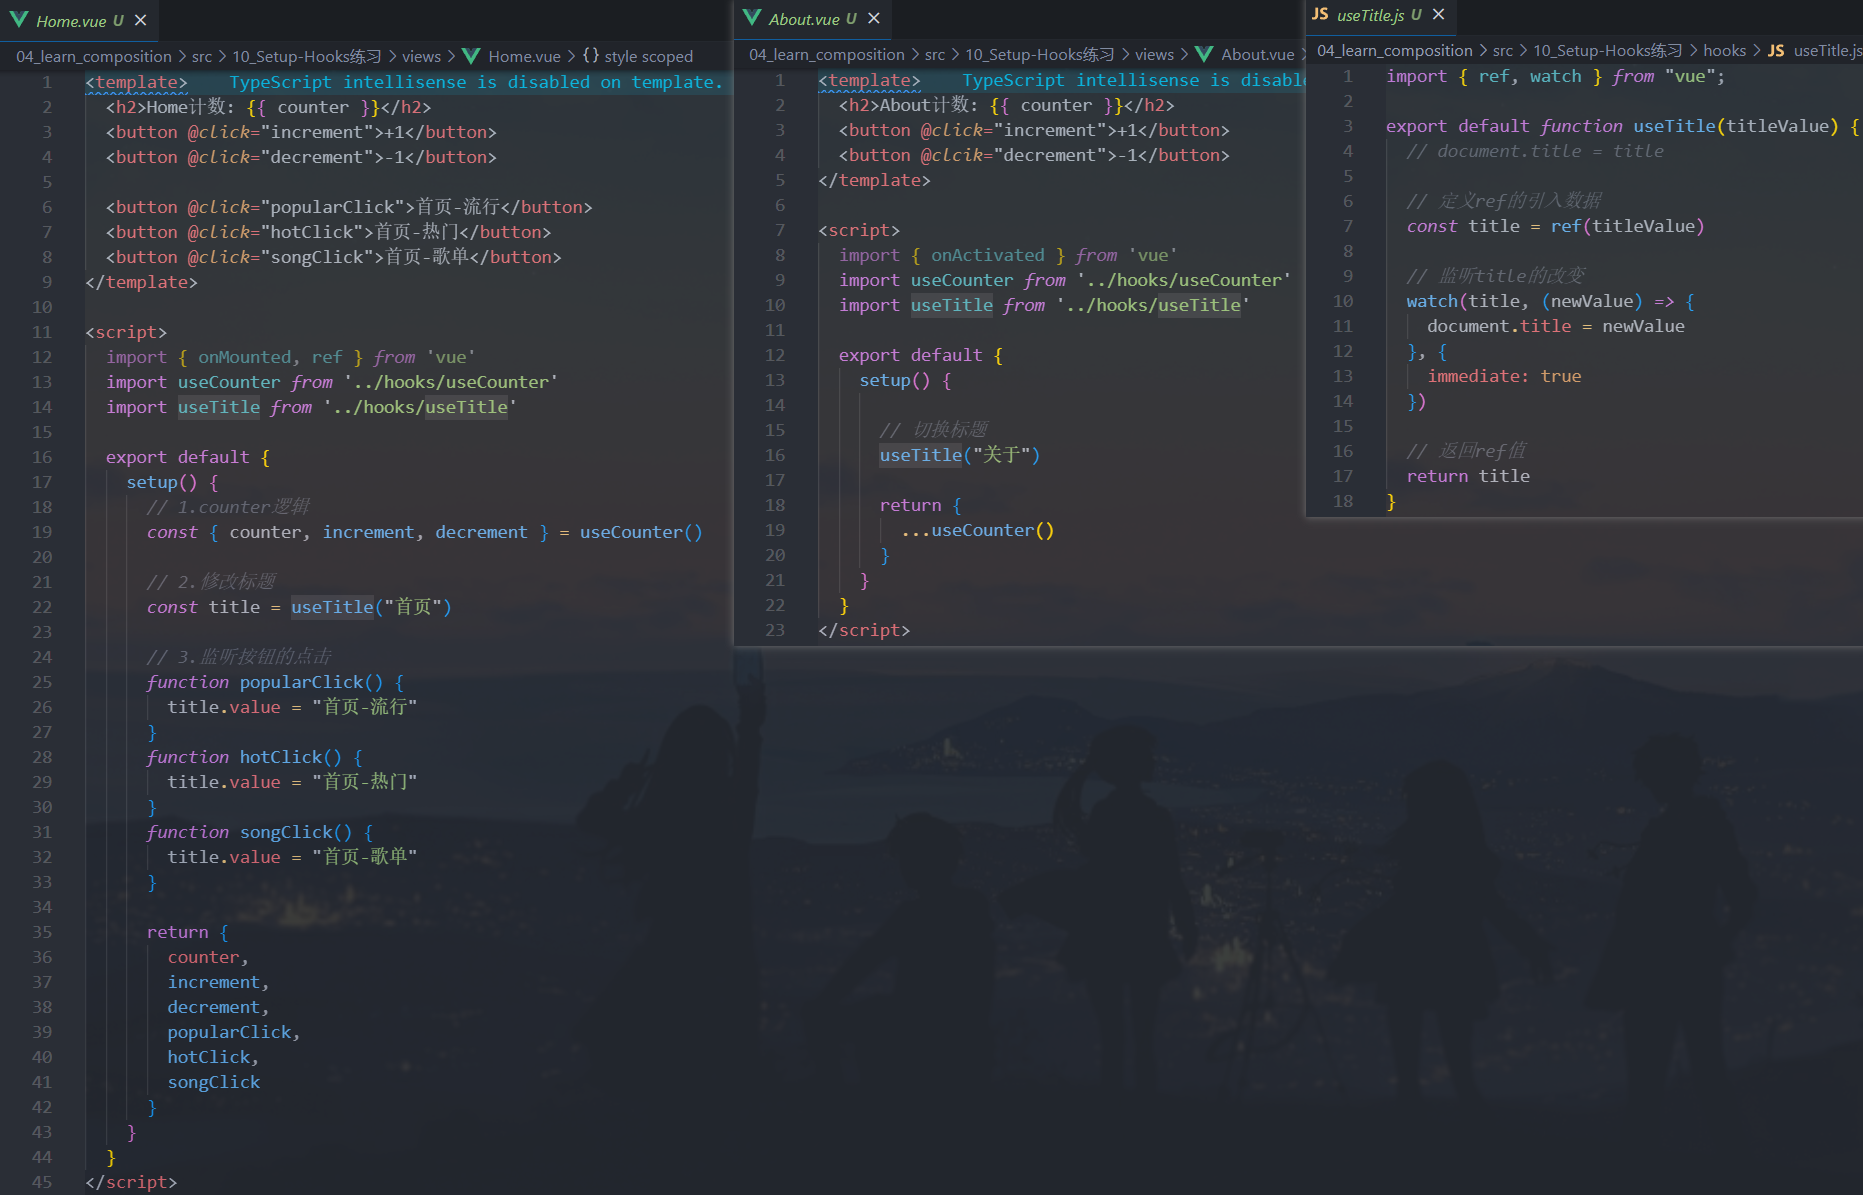 Home.vue U ×
04_learn_composition > src > 10_Setup-Hooks练习 > views > Home.vue > {} style scoped
1 <template> TypeScript intellisense is disabled on template.
2 <h2>Home计数: {{ counter }}</h2>
3 <button @click="increment">+1</button>
4 <button @click="decrement">-1</button>
5
6 <button @click="popularClick">首页-流行</button>
7 <button @click="hotClick">首页-热门</button>
8 <button @click="songClick">首页-歌单</button>
9 </template>
10
11 <script>
12 import { onMounted, ref } from 'vue'
13 import useCounter from '../hooks/useCounter'
14 import useTitle from '../hooks/useTitle'
15
16 export default {
17 setup() {
18 // 1.counter逻辑
19 const { counter, increment, decrement } = useCounter()
20
21 // 2.修改标题
22 const title = useTitle("首页")
23
24 // 3.监听按钮的点击
25 function popularClick() {
26 title.value = "首页-流行"
27 }
28 function hotClick() {
29 title.value = "首页-热门"
30 }
31 function songClick() {
32 title.value = "首页-歌单"
33 }
34
35 return {
36 counter,
37 increment,
38 decrement,
39 popularClick,
40 hotClick,
41 songClick
42 }
43 }
44 }
45 </script>
About.vue U ×
04_learn_composition > src > 10_Setup-Hooks练习 > views > About.vue >
1 <template> TypeScript intellisense is disabl
2 <h2>About计数: {{ counter }}</h2>
3 <button @click="increment">+1</button>
4 <button @clcik="decrement">-1</button>
5 </template>
6
7 <script>
8 import { onActivated } from 'vue'
9 import useCounter from '../hooks/useCounter'
10 import useTitle from '../hooks/useTitle'
11
12 export default {
13 setup() {
14
15 // 切换标题
16 useTitle("关于")
17
18 return {
19 ...useCounter()
20 }
21 }
22 }
23 </script>
JS useTitle.js U ×
04_learn_composition > src > 10_Setup-Hooks练习 > hooks > JS useTitle.js
1 import { ref, watch } from "vue";
2
3 export default function useTitle(titleValue) {
4 // document.title = title
5
6 // 定义ref的引入数据
7 const title = ref(titleValue)
8
9 // 监听title的改变
10 watch(title, (newValue) => {
11 document.title = newValue
12 }, {
13 immediate: true
14 })
15
16 // 返回ref值
17 return title
18 }